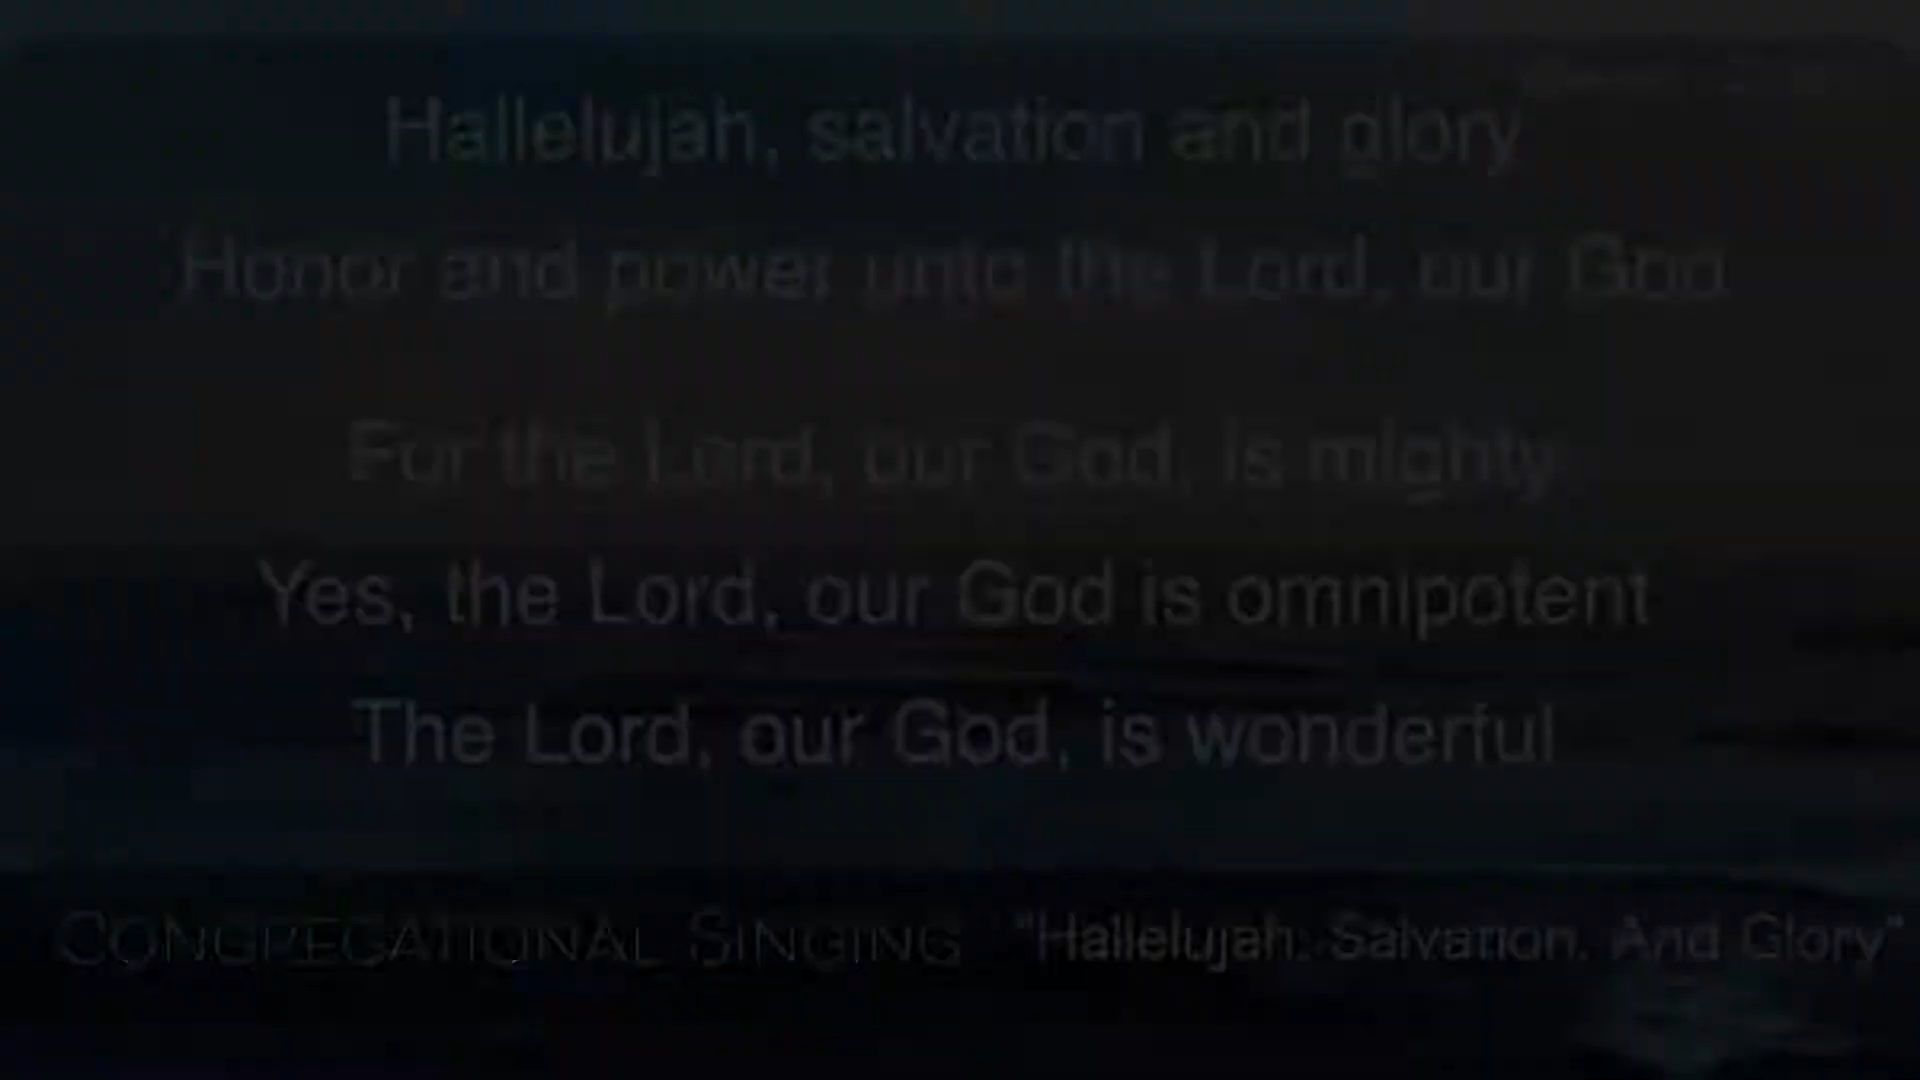 Hallelujah, salvation and glory
Honor and power unto the Lord, our God
For the Lord, our God, is mighty
Yes, the Lord, our God is omnipotent
The Lord, our God, is wonderful
CONGREGATIONAL SINGING "Hallelujah, Salvation, And Glory"